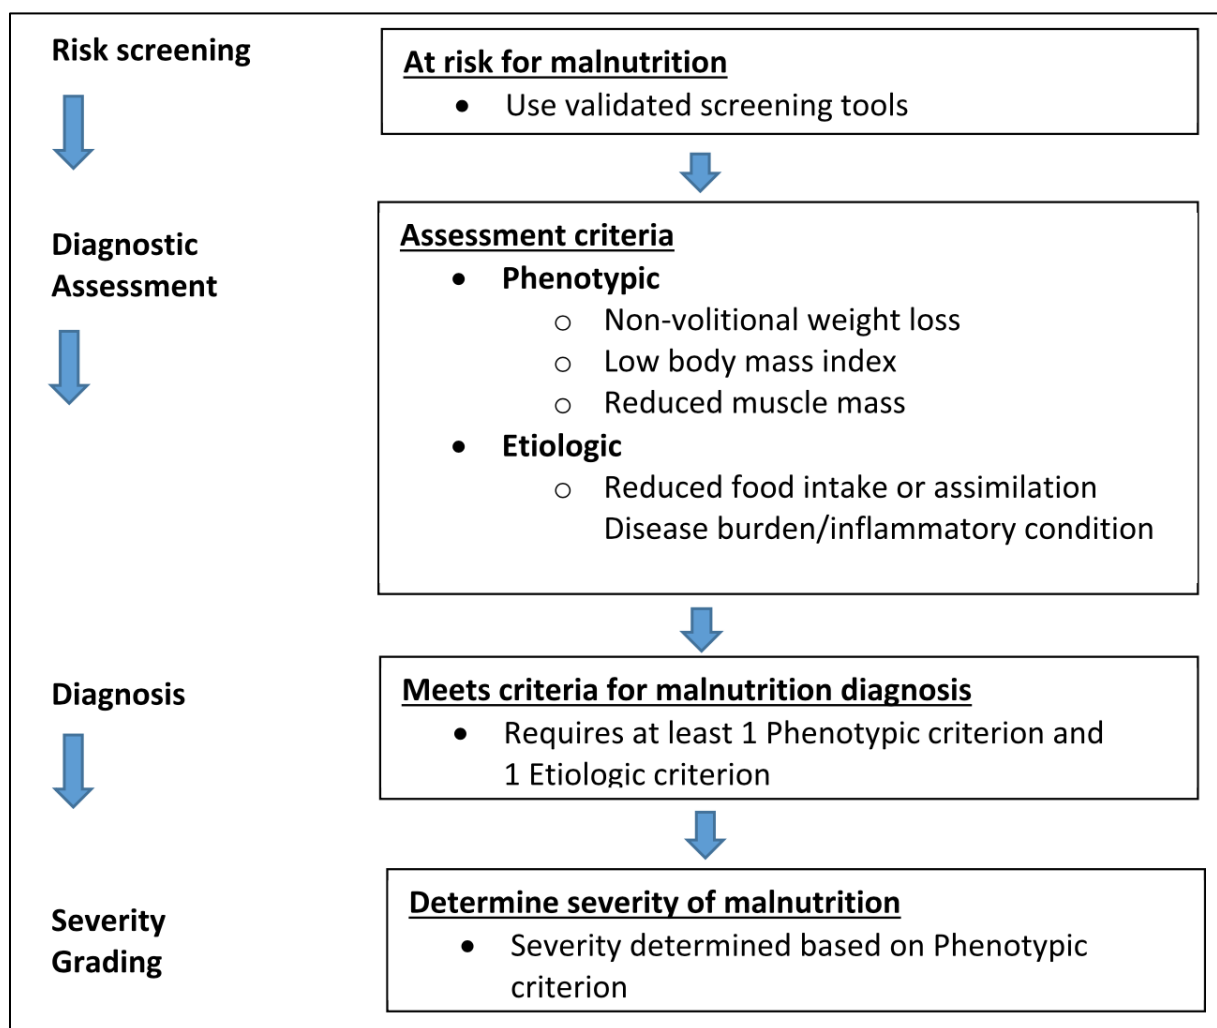 Risk screening
At risk for malnutrition
• Use validated screening tools
Diagnostic
Assessment
Assessment criteria
• Phenotypic
o Non-volitional weight loss
o Low body mass index
o Reduced muscle mass
• Etiologic
o Reduced food intake or assimilation
Disease burden/inflammatory condition
Diagnosis
Meets criteria for malnutrition diagnosis
• Requires at least 1 Phenotypic criterion and
1 Etiologic criterion
Severity
Grading
Determine severity of malnutrition
• Severity determined based on Phenotypic
criterion